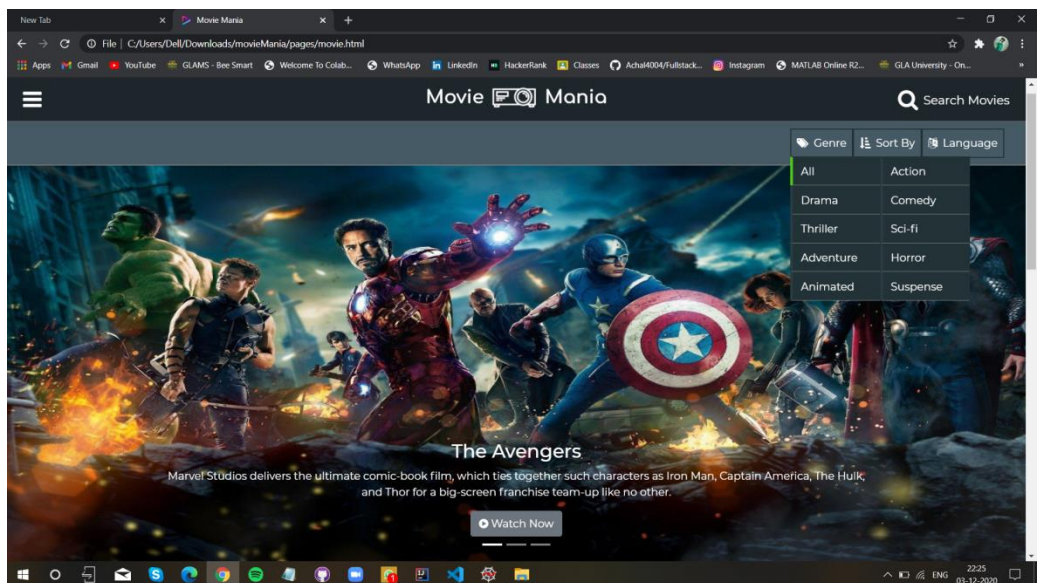 New Tab
Movie Mania
File | C:/Users/Dell/Downloads/movieMania/pages/movie.html
Apps Gmail YouTube GLAMS - Bee Smart Welcome To Colab... WhatsApp LinkedIn HackerRank Classes Achal4004/Fullstack... Instagram MATLAB Online R2... GLA University - On... »
Movie Mania
Search Movies
Genre Sort By Language
All Action
Drama Comedy
Thriller Sci-fi
Adventure Horror
Animated Suspense
The Avengers
Marvel Studios delivers the ultimate comic-book film, which ties together such characters as Iron Man, Captain America, The Hulk,
and Thor for a big-screen franchise team-up like no other.
Watch Now
ENG
22:25
03-12-2020